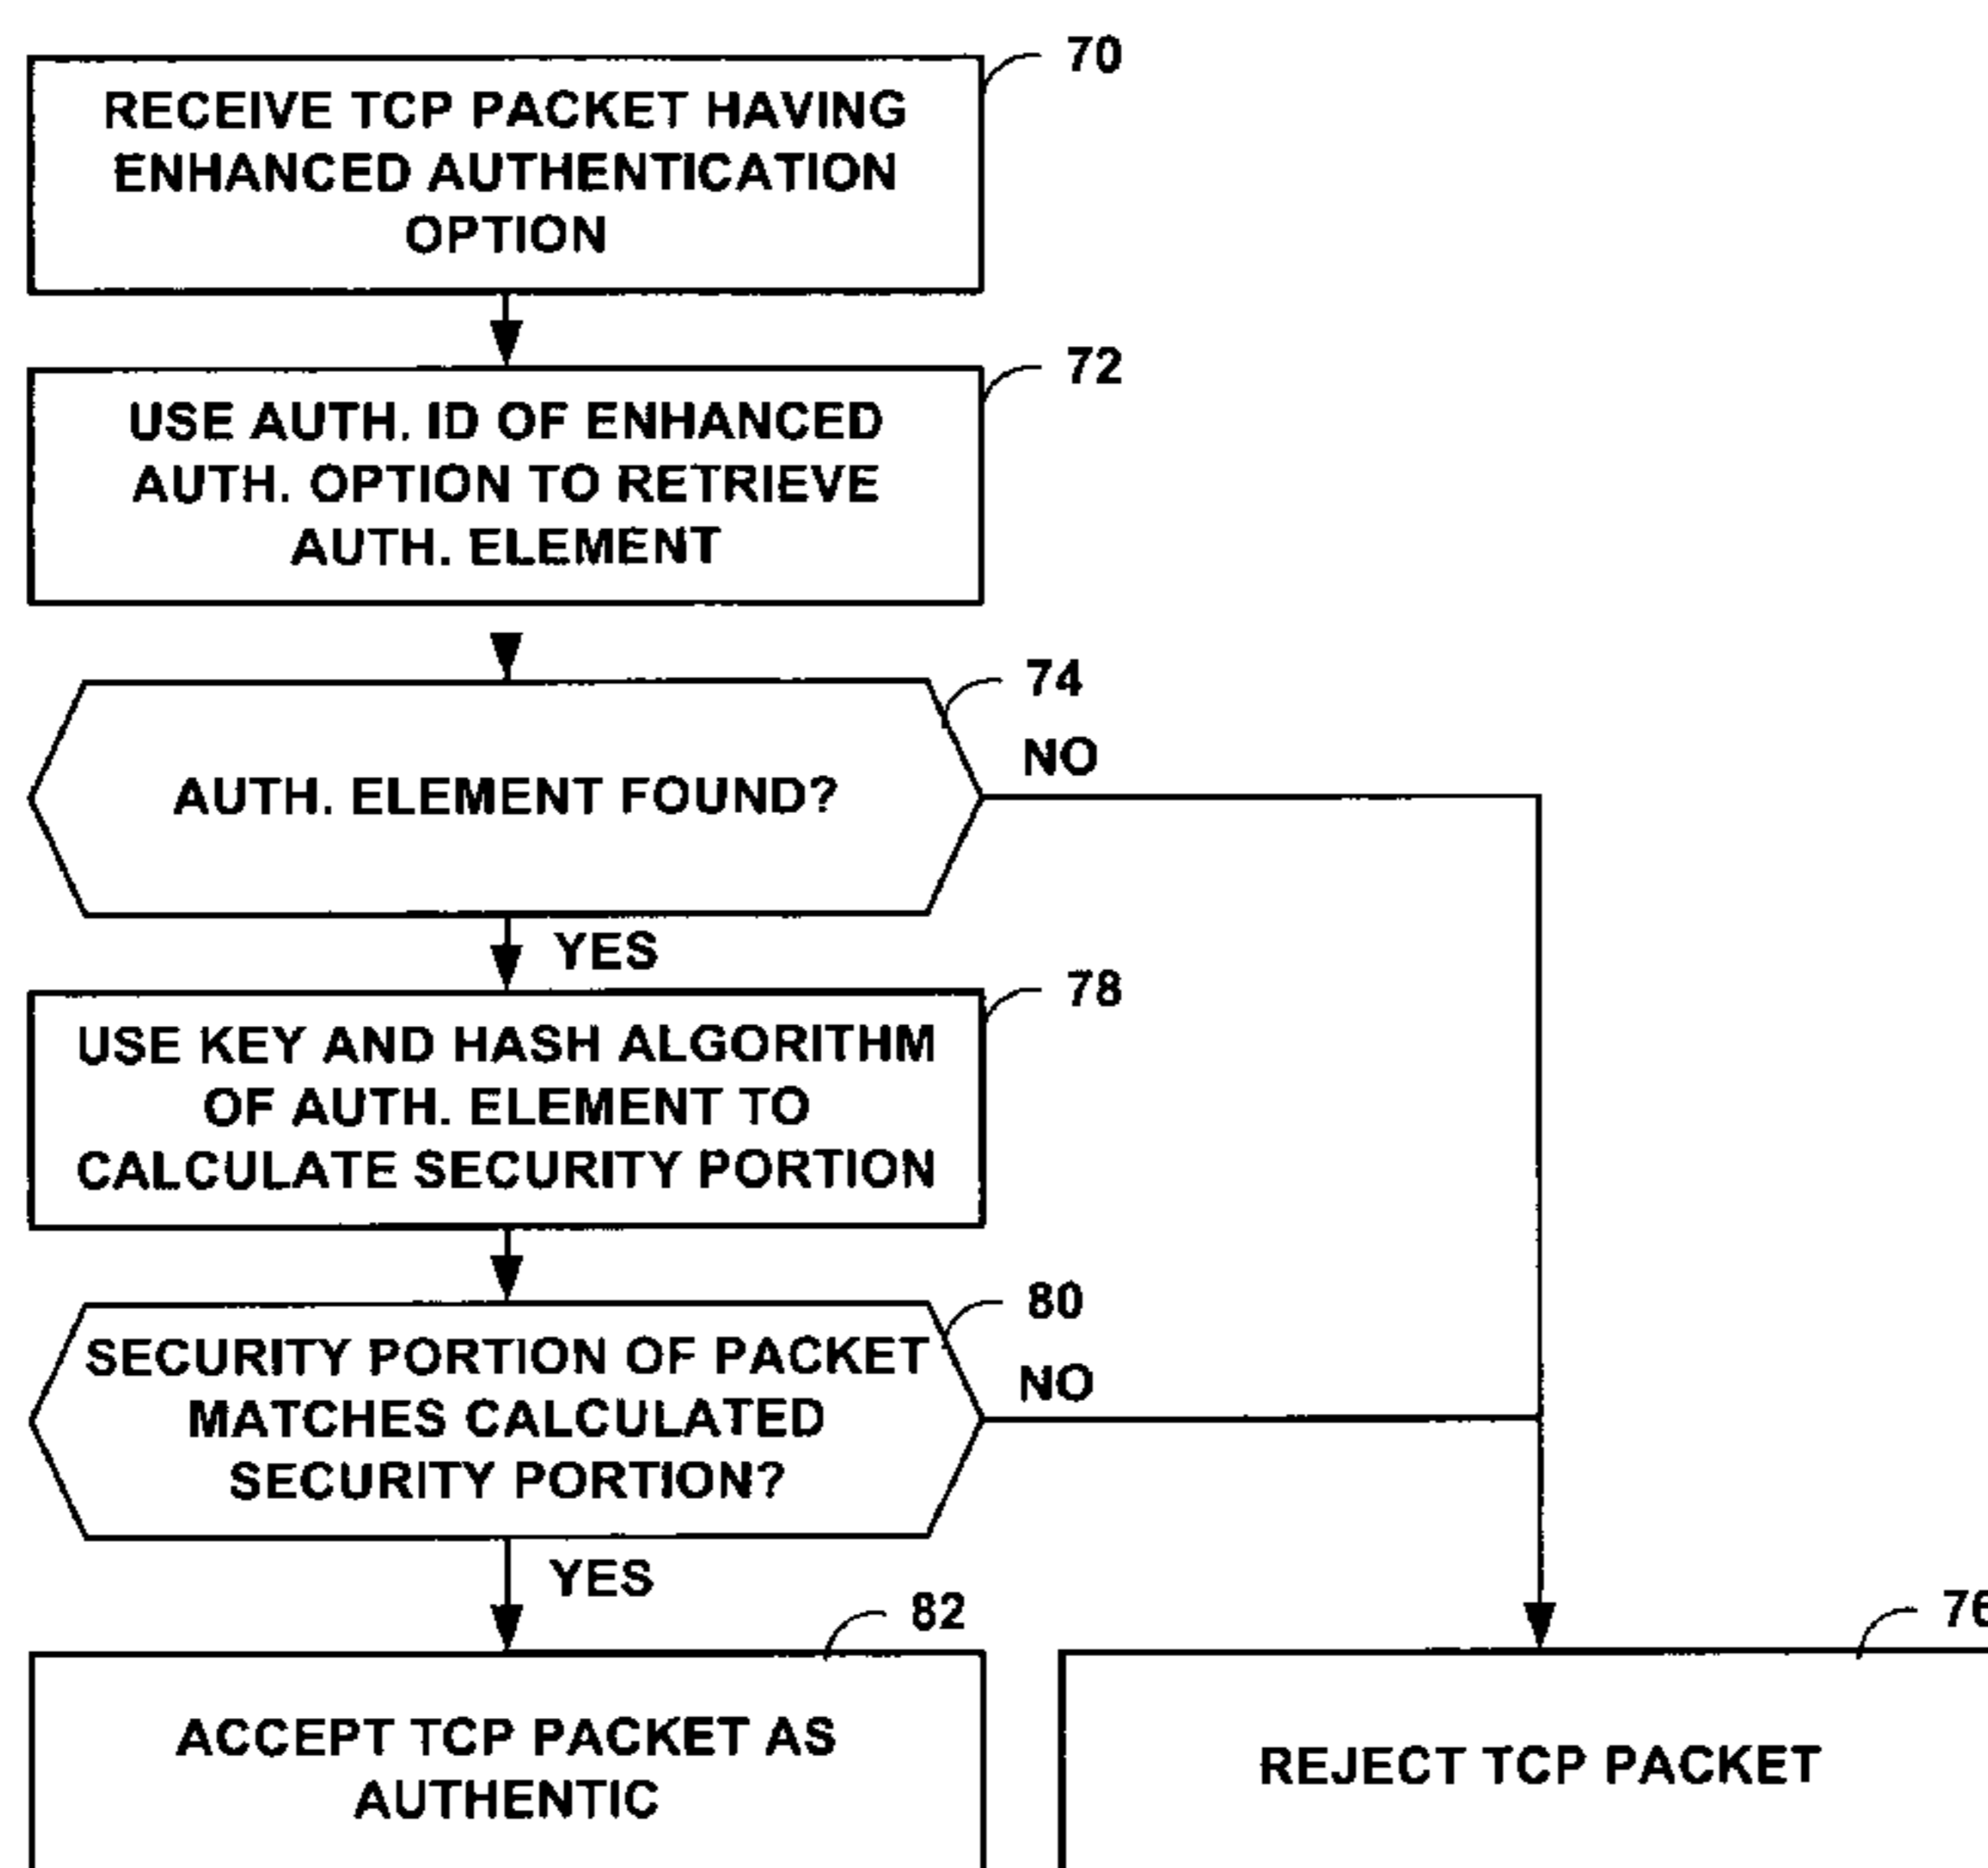 70
RECEIVE TCP PACKET HAVING
ENHANCED AUTHENTICATION
OPTION
72
USE AUTH. ID OF ENHANCED
AUTH. OPTION TO RETRIEVE
AUTH. ELEMENT
74
NO
AUTH. ELEMENT FOUND?
YES
78
USE KEY AND HASH ALGORITHM
OF AUTH. ELEMENT TO
CALCULATE SECURITY PORTION
80
NO
SECURITY PORTION OF PACKET
MATCHES CALCULATED
SECURITY PORTION?
YES
82
ACCEPT TCP PACKET AS
AUTHENTIC
76
REJECT TCP PACKET